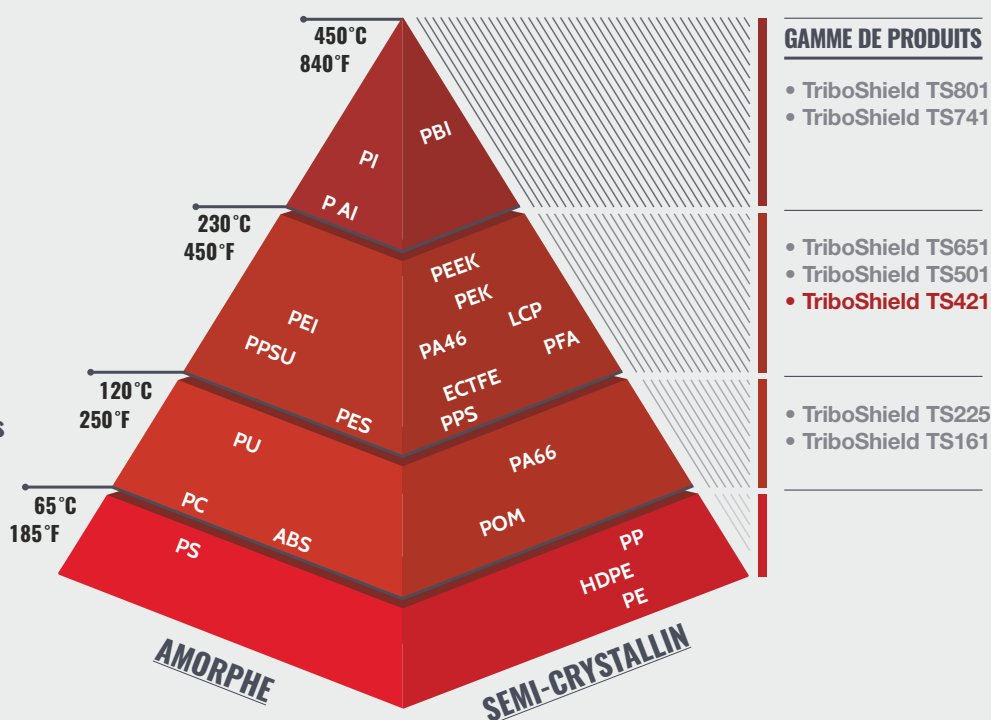 450°C
840°F
GAMME DE PRODUITS
• TriboShield TS801
• TriboShield TS741
PBI
PI
P AI
230°C
450°F
• TriboShield TS651
• TriboShield TS501
• TriboShield TS421
PEEK
PEK
LCP
PEI
PA46
PFA
PPSU
ECTFE
PPS
PES
120°C
250°F
• TriboShield TS225
• TriboShield TS161
S
PU
PA66
PC
POM
ABS
65°C
185°F
PS
PP
HDPE
PE
AMORPHE
SEMI-CRYSTALLIN